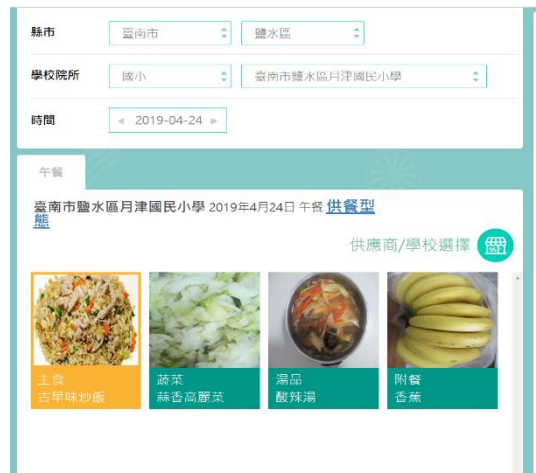 縣市 臺南市 鹽水區
學校院所 國小 臺南市鹽水區月津國民小學
時間 2019-04-24
午餐
臺南市鹽水區月津國民小學 2019年4月24日 午餐 供餐型
態
供應商/學校選擇
主食 蔬菜 湯品 附餐
古早味炒飯 蒜香高麗菜 酸辣湯 香蕉